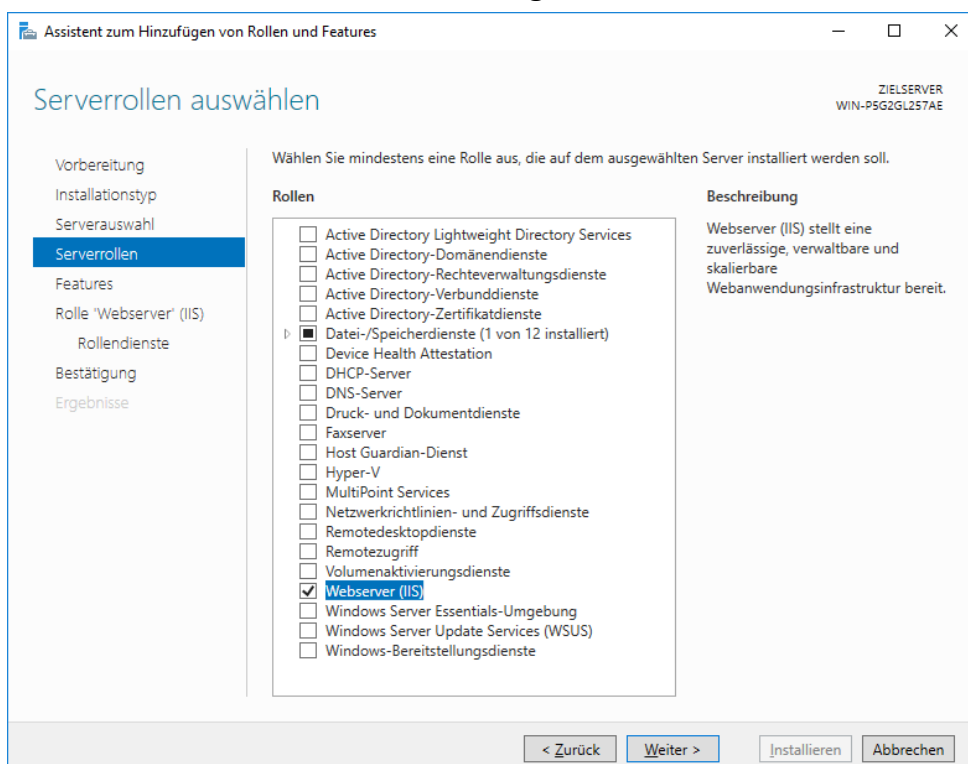 Assistent zum Hinzufügen von Rollen und Features
Serverrollen auswählen
ZIELSERVER
WIN-P5G2GL257AE
Vorbereitung
Installationstyp
Serverauswahl
Serverrollen
Features
Rolle 'Webserver' (IIS)
Rollendienste
Bestätigung
Ergebnisse
Wählen Sie mindestens eine Rolle aus, die auf dem ausgewählten Server installiert werden soll.
Rollen
Active Directory Lightweight Directory Services
Active Directory-Domänendienste
Active Directory-Rechteverwaltungsdienste
Active Directory-Verbunddienste
Active Directory-Zertifikatdienste
Datei-/Speicherdienste (1 von 12 installiert)
Device Health Attestation
DHCP-Server
DNS-Server
Druck- und Dokumentdienste
Faxserver
Host Guardian-Dienst
Hyper-V
MultiPoint Services
Netzwerkrichtlinien- und Zugriffsdienste
Remotedesktopdienste
Remotezugriff
Volumenaktivierungsdienste
Webserver (IIS)
Windows Server Essentials-Umgebung
Windows Server Update Services (WSUS)
Windows-Bereitstellungsdienste
Beschreibung
Webserver (IIS) stellt eine
zuverlässige, verwaltbare und
skalierbare
Webanwendungsinfrastruktur bereit.
< Zurück
Weiter >
Installieren
Abbrechen